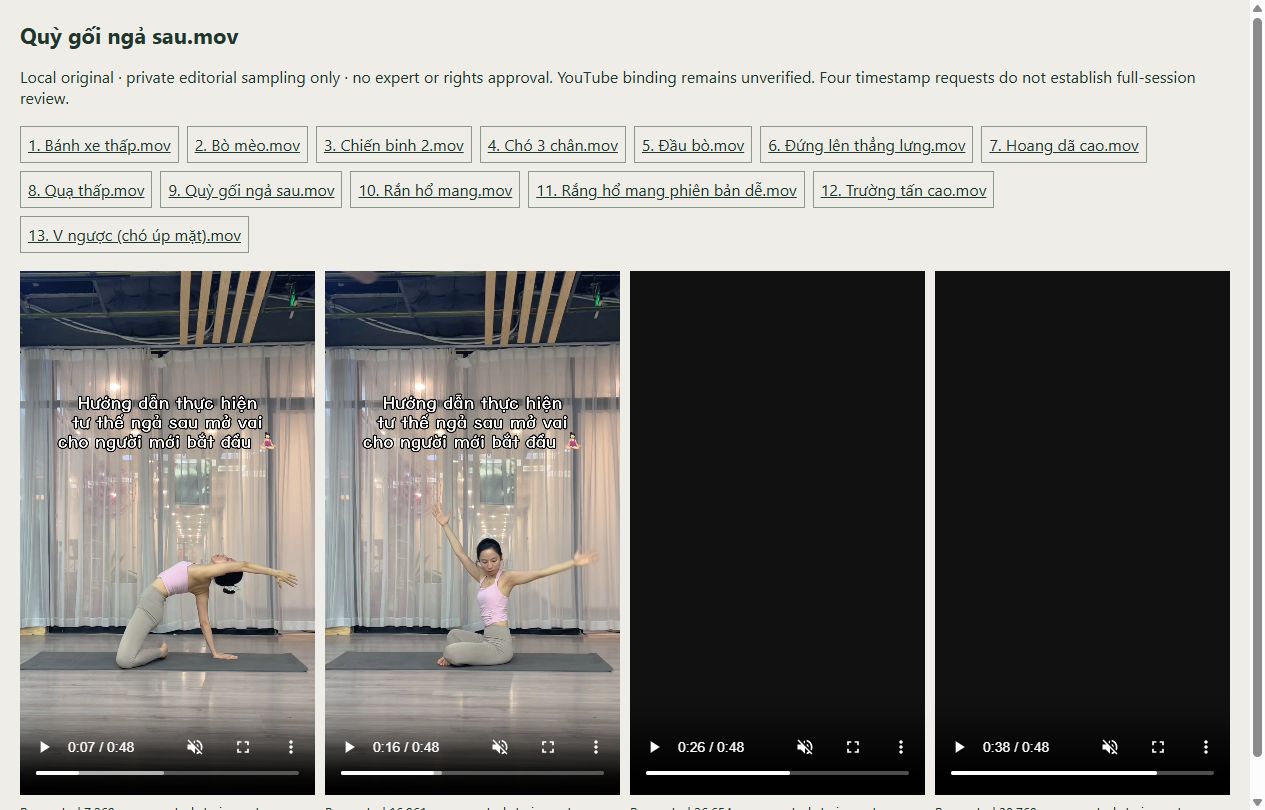 Quỳ gối ngả sau.mov
Local original · private editorial sampling only · no expert or rights approval. YouTube binding remains unverified. Four timestamp requests do not establish full-session
review.
1. Bánh xe thấp.mov
2. Bò mèo.mov
3. Chiến binh 2.mov
4. Chó 3 chân.mov
5. Đầu bò.mov
6. Đứng lên thẳng lưng.mov
7. Hoang dã cao.mov
8. Quạ thấp.mov
9. Quỳ gối ngả sau.mov
10. Rắn hổ mang.mov
11. Rắng hổ mang phiên bản dễ.mov
12. Trường tấn cao.mov
13. V ngược (chó úp mặt).mov
Hướng dẫn thực hiện
tư thế ngả sau mở vai
cho người mới bắt đầu
0:07 / 0:48
Hướng dẫn thực hiện
tư thế ngả sau mở vai
cho người mới bắt đầu
0:16 / 0:48
0:26 / 0:48
0:38 / 0:48